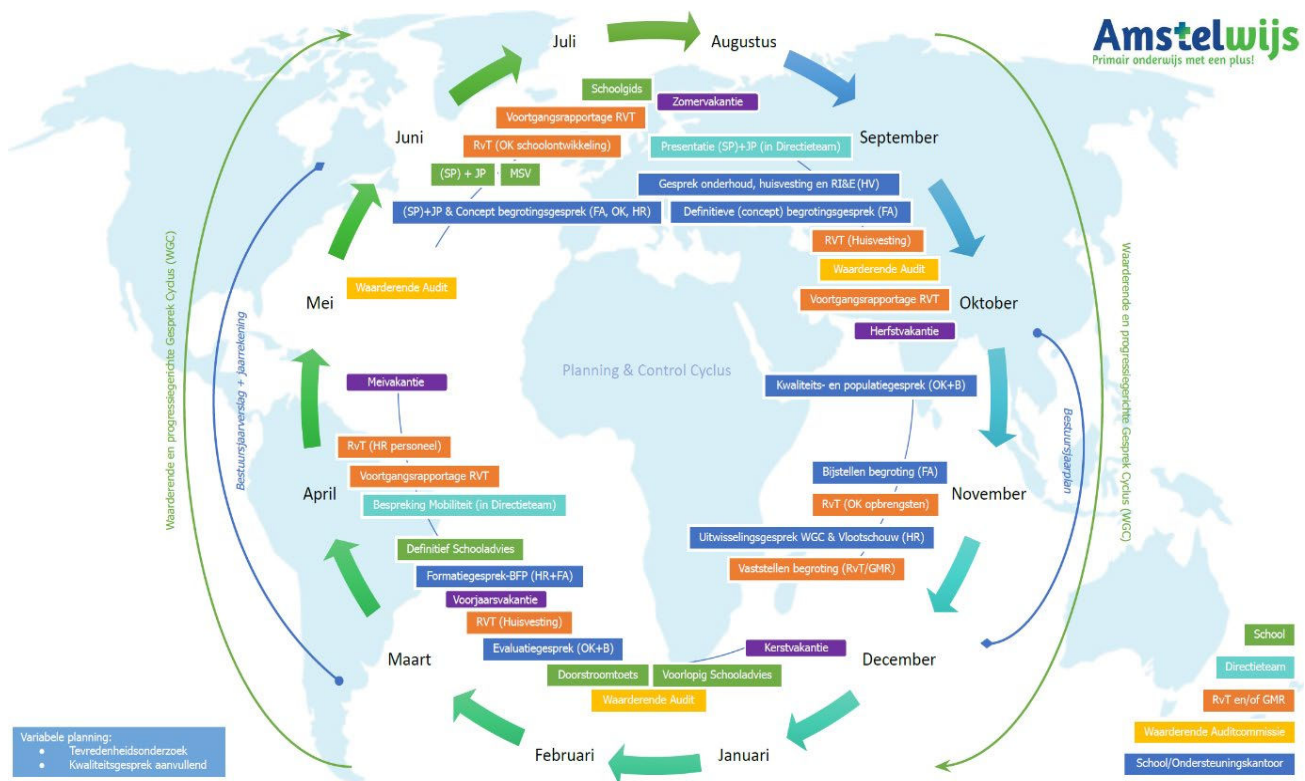 Amstelwijs
Primair onderwijs met een plus!
Juli
Augustus
September
Oktober
November
December
Januari
Februari
Maart
April
Mei
Juni
Schoolgids
Zomervakantie
Voortgangsrapportage RVT
RvT (OK schoolontwikkeling)
Presentatie (SP)+JP (in Directieteam)
(SP) + JP
MSV
Gesprek onderhoud, huisvesting en RI&E (HV)
(SP)+JP & Concept begrotingsgesprek (FA, OK, HR)
Definitieve (concept) begrotingsgesprek (FA)
RVT (Huisvesting)
Waarderende Audit
Waarderende Audit
Voortgangsrapportage RVT
Herfstvakantie
Planning & Control Cyclus
Meivakantie
Kwaliteits- en populatiegesprek (OK+B)
RvT (HR personeel)
Voortgangsrapportage RVT
Bespreking Mobiliteit (in Directieteam)
Bijstellen begroting (FA)
RvT (OK opbrengsten)
Uitwisselingsgesprek WGC & Vlootschouw (HR)
Vaststellen begroting (RvT/GMR)
Definitief Schooladvies
Formatiegesprek-BFP (HR+FA)
Voorjaarsvakantie
RVT (Huisvesting)
Evaluatiegesprek (OK+B)
Kerstvakantie
Doorstroomtoets
Voorlopig Schooladvies
Waarderende Audit
Waarderende en progressiegerichte Gesprek Cyclus (WGC)
Bestuursjaarverslag + jaarrekening
Bestuursjaarplan
Waarderende en progressiegerichte Gesprek Cyclus (WGC)
School
Directieteam
RvT en/of GMR
Waarderende Auditcommissie
School/Ondersteuningskantoor
Variabele planning:
• Tevredenheidsonderzoek
• Kwaliteitsgesprek aanvullend